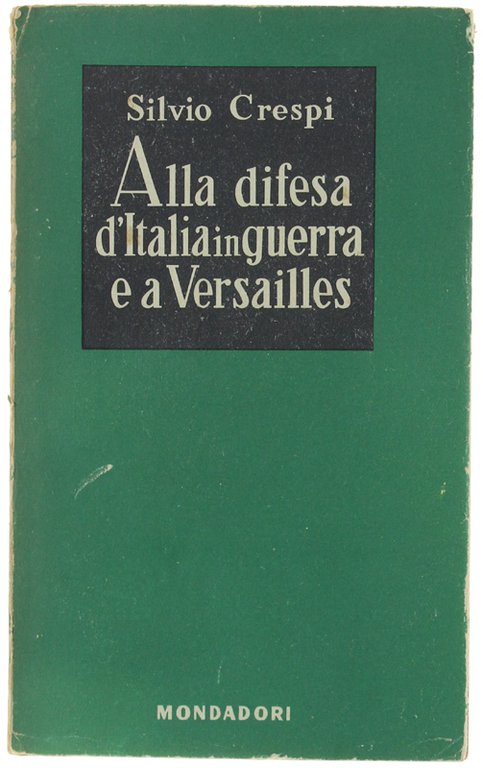 Silvio Crespi
Alla difesa
d'Italia in guerra
e a Versailles
MONDADORI